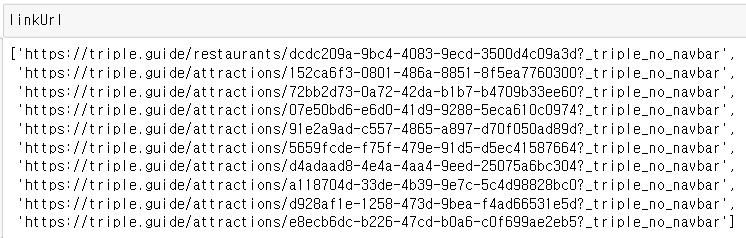 linkUrl
['https://triple.guide/restaurants/dcdc209a-9bc4-4083-9ecd-3500d4c09a3d?_triple_no_navbar',
'https://triple.guide/attractions/152ca6f3-0801-486a-8851-8f5ea7760300?_triple_no_navbar',
'https://triple.guide/attractions/72bb2d73-0a72-42da-b1b7-b4709b33ee60?_triple_no_navbar',
'https://triple.guide/attractions/07e50bd6-e6d0-41d9-9288-5eca610c0974?_triple_no_navbar',
'https://triple.guide/attractions/91e2a9ad-c557-4865-a897-d70f050ad89d?_triple_no_navbar',
'https://triple.guide/attractions/5659fcde-f75f-479e-91d5-d5ec41587664?_triple_no_navbar',
'https://triple.guide/attractions/d4adaad8-4e4a-4aa4-9eed-25075a6bc304?_triple_no_navbar',
'https://triple.guide/attractions/a118704d-33de-4b39-9e7c-5c4d98828bc0?_triple_no_navbar',
'https://triple.guide/attractions/d928af1e-1258-473d-9bea-f4ad66531e5d?_triple_no_navbar',
'https://triple.guide/attractions/e8ecb6dc-b226-47cd-b0a6-c0f699ae2eb5?_triple_no_navbar']